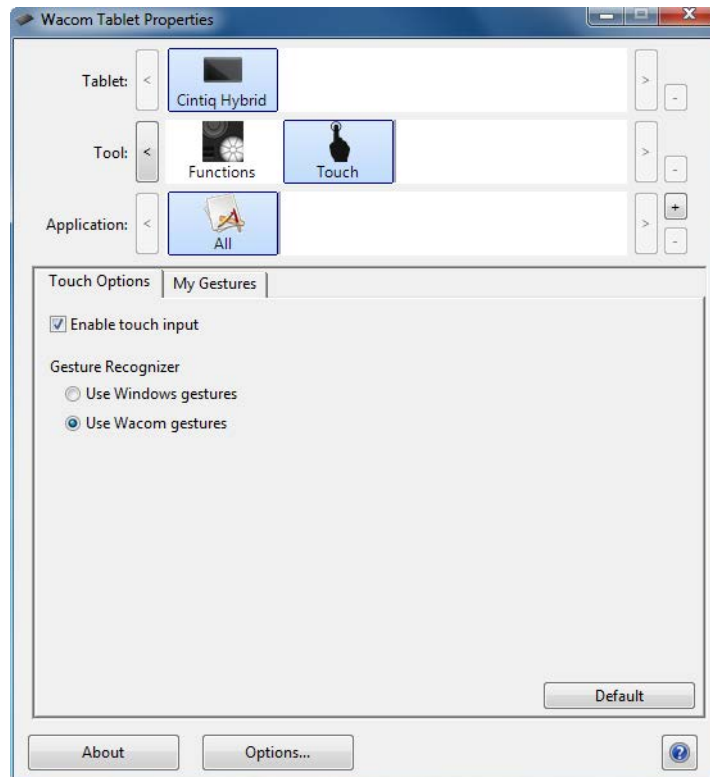 Wacom Tablet Properties
Tablet:
<
Cintiq Hybrid
>
-
Tool:
<
Functions
Touch
>
-
Application:
<
All
>
+
-
Touch Options
My Gestures
Enable touch input
Gesture Recognizer
Use Windows gestures
Use Wacom gestures
Default
About
Options...
?